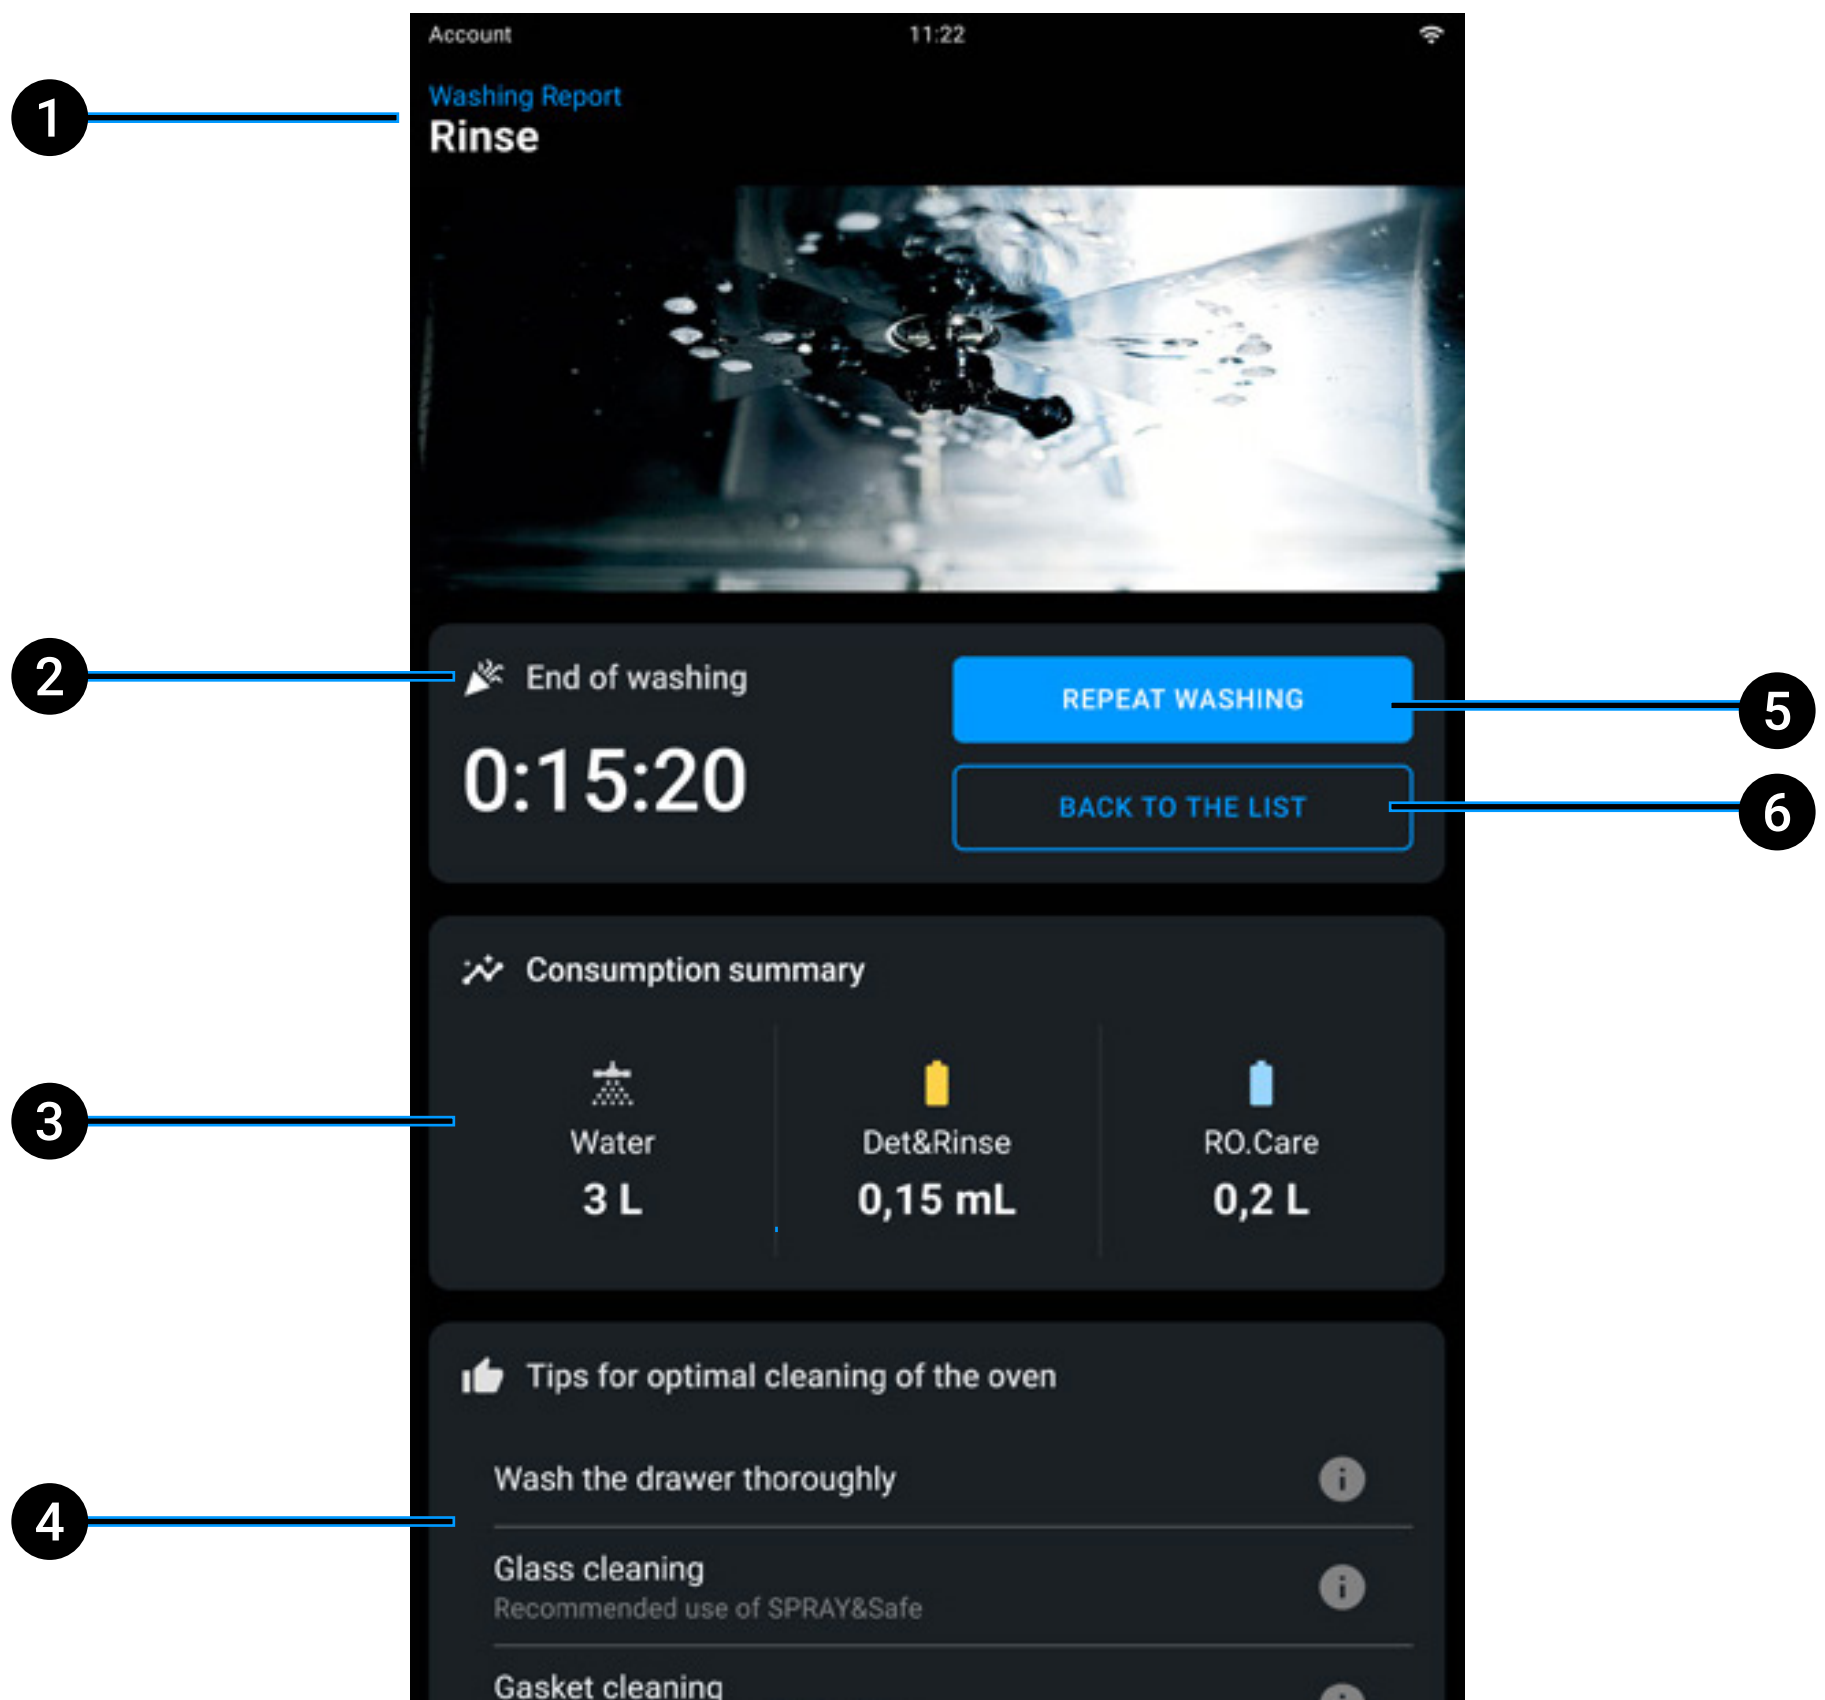 Account 11:22
1
Washing Report
Rinse
2
End of washing
0:15:20
REPEAT WASHING
5
BACK TO THE LIST
6
Consumption summary
3
Water Det&Rinse RO.Care
3 L 0,15 mL 0,2 L
Tips for optimal cleaning of the oven
4
Wash the drawer thoroughly
Glass cleaning
Recommended use of SPRAY&Safe
Gasket cleaning